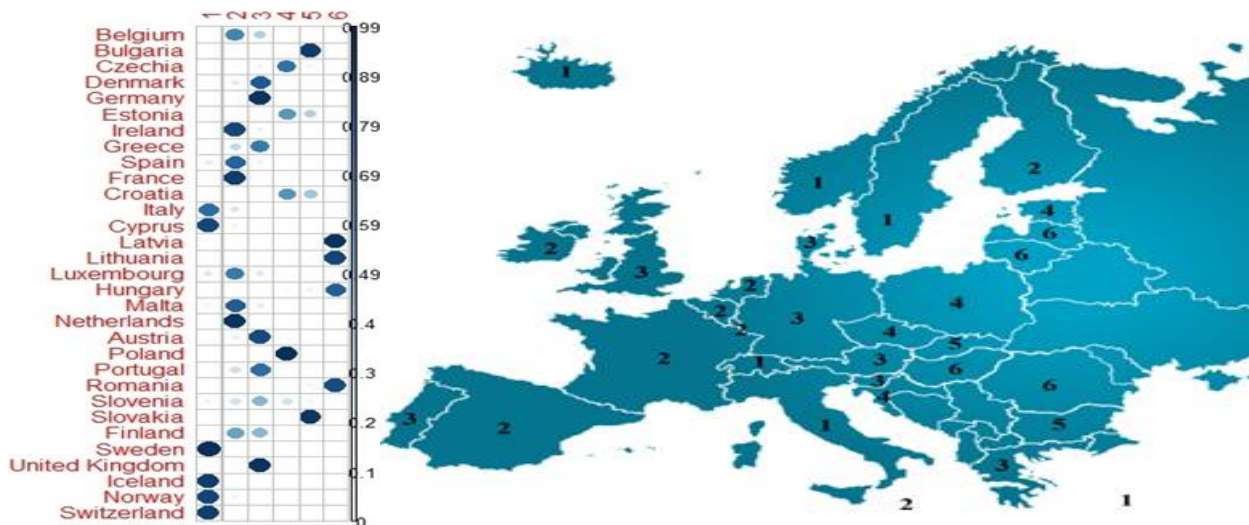 1 2 3 4 5 6
Belgium
Bulgaria
Czechia
Denmark
Germany
Estonia
Ireland
Greece
Spain
France
Croatia
Italy
Cyprus
Latvia
Lithuania
Luxembourg
Hungary
Malta
Netherlands
Austria
Poland
Portugal
Romania
Slovenia
Slovakia
Finland
Sweden
United Kingdom
Iceland
Norway
Switzerland
0.99
0.89
0.79
0.69
0.59
0.49
0.4
0.3
0.2
0.1
0
1
2
1
1
4
6
3
2
6
3
2
4
2
3
2
4
5
2
3
1
6
3
6
4
3
2
1
5
3
2
1